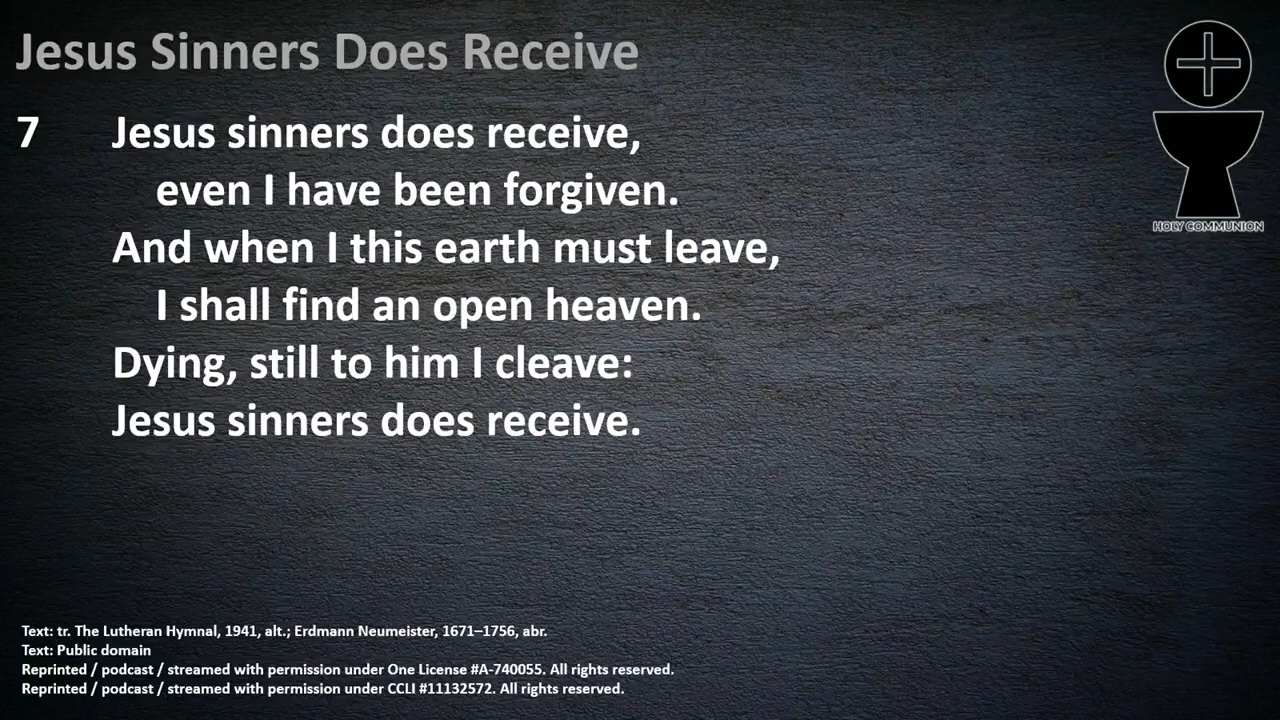 Jesus Sinners Does Receive
7 Jesus sinners does receive,
even I have been forgiven.
And when I this earth must leave,
I shall find an open heaven.
Dying, still to him I cleave:
Jesus sinners does receive.
HOLY COMMUNION
Text: tr. The Lutheran Hymnal, 1941, alt.; Erdmann Neumeister, 1671–1756, abr.
Text: Public domain
Reprinted / podcast / streamed with permission under One License #A-740055. All rights reserved.
Reprinted / podcast / streamed with permission under CCLI #11132572. All rights reserved.